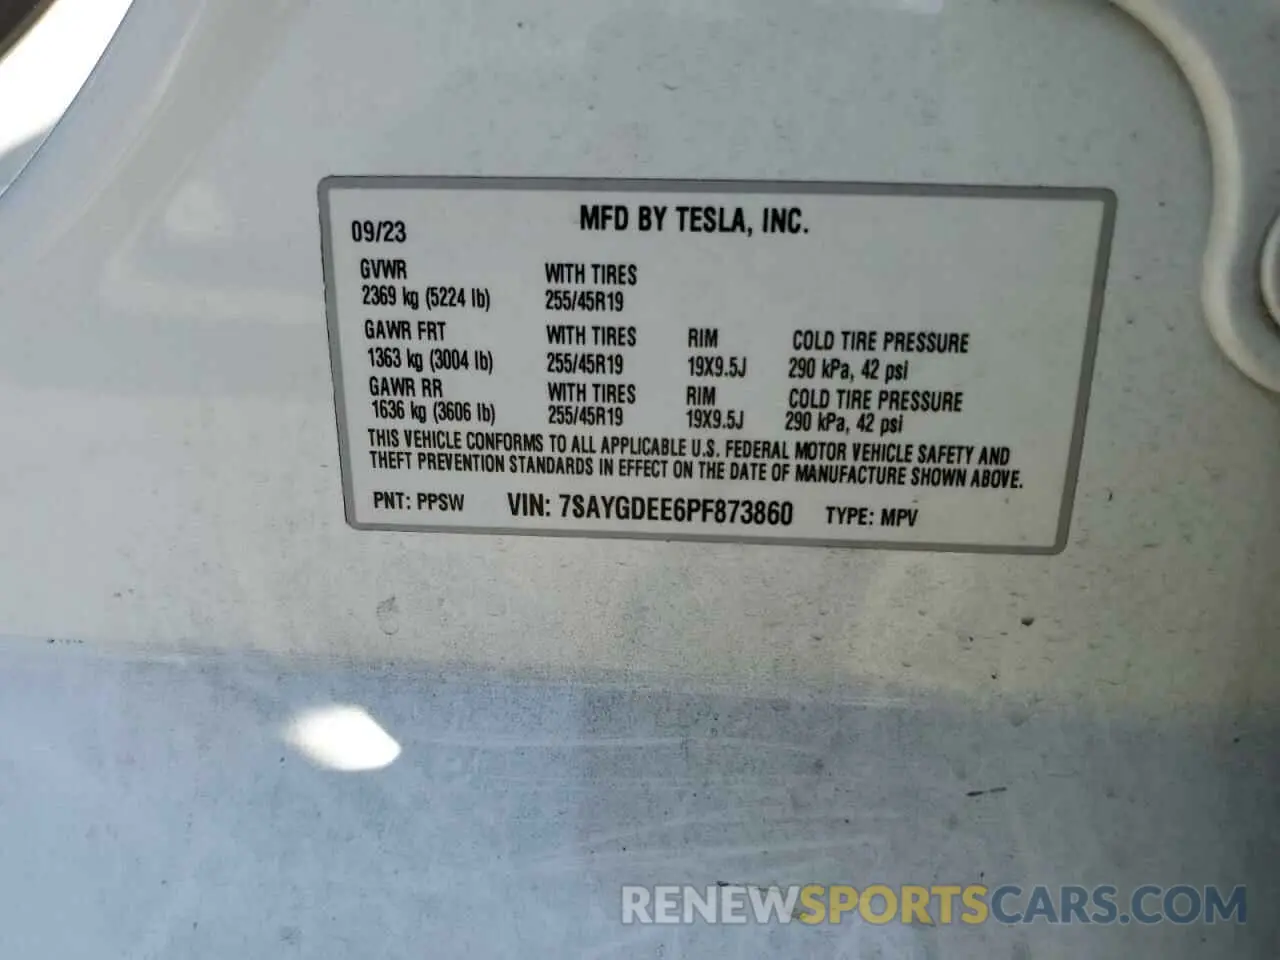 MFD BY TESLA, INC.
09/23
GVWR WITH TIRES
2369 kg (5224 lb) 255/45R19
GAWR FRT WITH TIRES RIM COLD TIRE PRESSURE
1363 kg (3004 lb) 255/45R19 19X9.5J 290 kPa, 42 psi
GAWR RR WITH TIRES RIM COLD TIRE PRESSURE
1636 kg (3606 lb) 255/45R19 19X9.5J 290 kPa, 42 psi
THIS VEHICLE CONFORMS TO ALL APPLICABLE U.S. FEDERAL MOTOR VEHICLE SAFETY AND
THEFT PREVENTION STANDARDS IN EFFECT ON THE DATE OF MANUFACTURE SHOWN ABOVE.
PNT: PPSW VIN: 7SAYGDEE6PF873860 TYPE: MPV
RENEWSPORTSCARS.COM